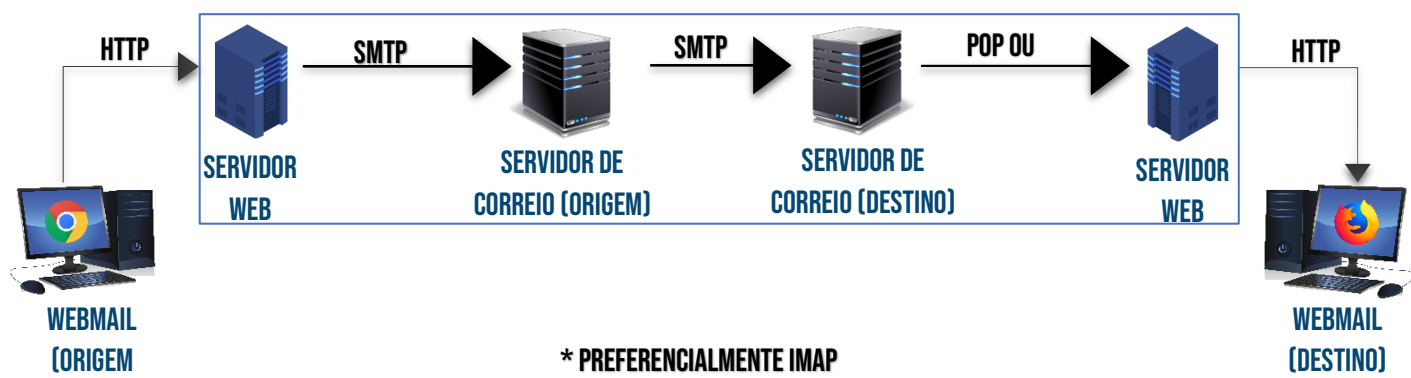 HTTP
SMTP
SMTP
POP OU
HTTP
SERVIDOR
WEB
SERVIDOR DE
CORREIO (ORIGEM)
SERVIDOR DE
CORREIO (DESTINO)
SERVIDOR
WEB
WEBMAIL
(ORIGEM
WEBMAIL
(DESTINO)
* PREFERENCIALMENTE IMAP